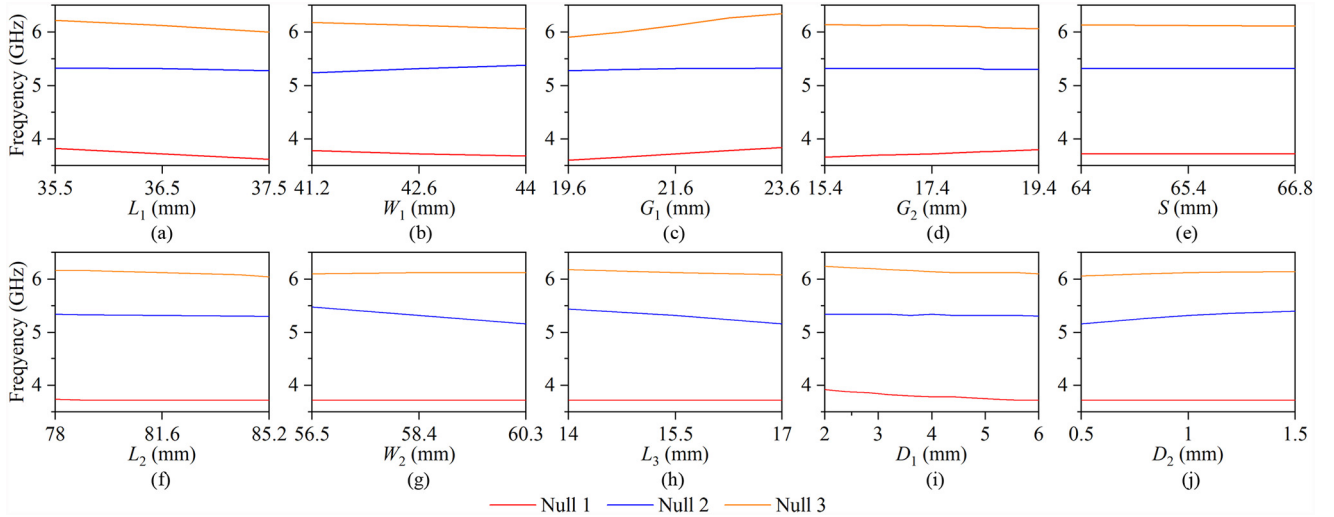 Freqyency (GHz)
6
5
4
35.5 36.5 37.5
L1 (mm)
(a)
41.2 42.6 44
W1 (mm)
(b)
19.6 21.6 23.6
G1 (mm)
(c)
15.4 17.4 19.4
G2 (mm)
(d)
64 65.4 66.8
S (mm)
(e)
Freqyency (GHz)
6
5
4
78 81.6 85.2
L2 (mm)
(f)
56.5 58.4 60.3
W2 (mm)
(g)
14 15.5 17
L3 (mm)
(h)
2 3 4 5 6
D1 (mm)
(i)
0.5 1 1.5
D2 (mm)
(j)
Null 1 Null 2 Null 3